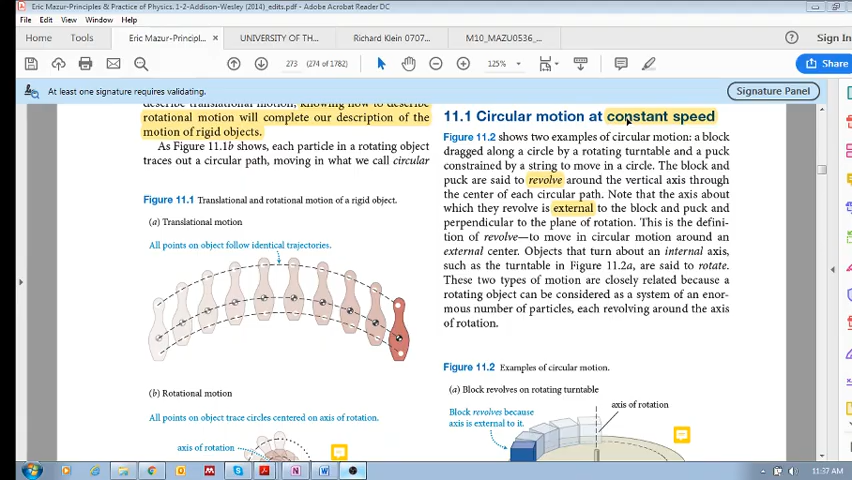 Eric Mazur-Principles & Practice of Physics. 1-2-Addison-Wesley (2014)_edits.pdf - Adobe Acrobat Reader DC
File Edit View Window Help
Home Tools Eric Mazur-Principl... × UNIVERSITY OF TH... Richard Klein 0707... M10_MAZU0536_... Sign In
273 (274 of 1782) 125% Share
At least one signature requires validating. Signature Panel
describe translational motion, knowing how to describe
rotational motion will complete our description of the
motion of rigid objects.
As Figure 11.1b shows, each particle in a rotating object
traces out a circular path, moving in what we call circular
Figure 11.1 Translational and rotational motion of a rigid object.
(a) Translational motion
All points on object follow identical trajectories.
(b) Rotational motion
All points on object trace circles centered on axis of rotation.
axis of rotation
11.1 Circular motion at constant speed
Figure 11.2 shows two examples of circular motion: a block
dragged along a circle by a rotating turntable and a puck
constrained by a string to move in a circle. The block and
puck are said to revolve around the vertical axis through
the center of each circular path. Note that the axis about
which they revolve is external to the block and puck and
perpendicular to the plane of rotation. This is the defini-
tion of revolve—to move in circular motion around an
external center. Objects that turn about an internal axis,
such as the turntable in Figure 11.2a, are said to rotate.
These two types of motion are closely related because a
rotating object can be considered as a system of an enor-
mous number of particles, each revolving around the axis
of rotation.
Figure 11.2 Examples of circular motion.
(a) Block revolves on rotating turntable
Block revolves because
axis is external to it.
axis of rotation
11:37 AM